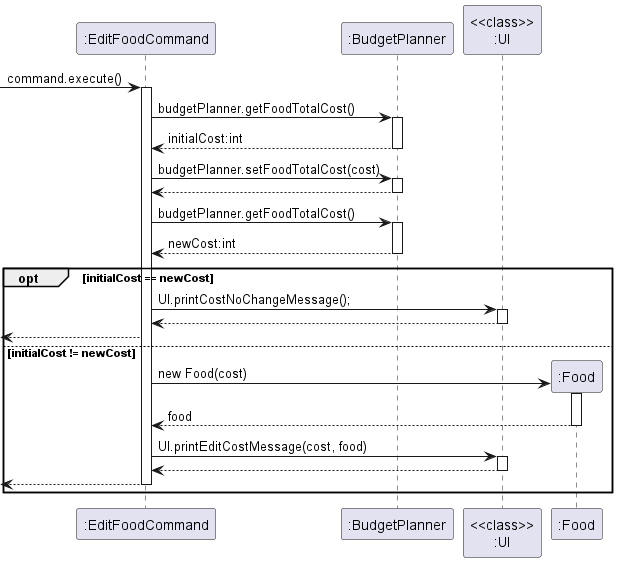 <<class>>
:EditFoodCommand
:BudgetPlanner
:UI
command.execute()
budgetPlanner.getFoodTotalCost()
initialCost:int
budgetPlanner.setFoodTotalCost(cost)
budgetPlanner.getFoodTotalCost()
newCost:int
opt
[initialCost == newCost]
UI.printCostNoChangeMessage();
[initialCost != newCost]
new Food(cost)
:Food
food
UI.printEditCostMessage(cost, food)
:EditFoodCommand
:BudgetPlanner
<<class>>
:UI
:Food